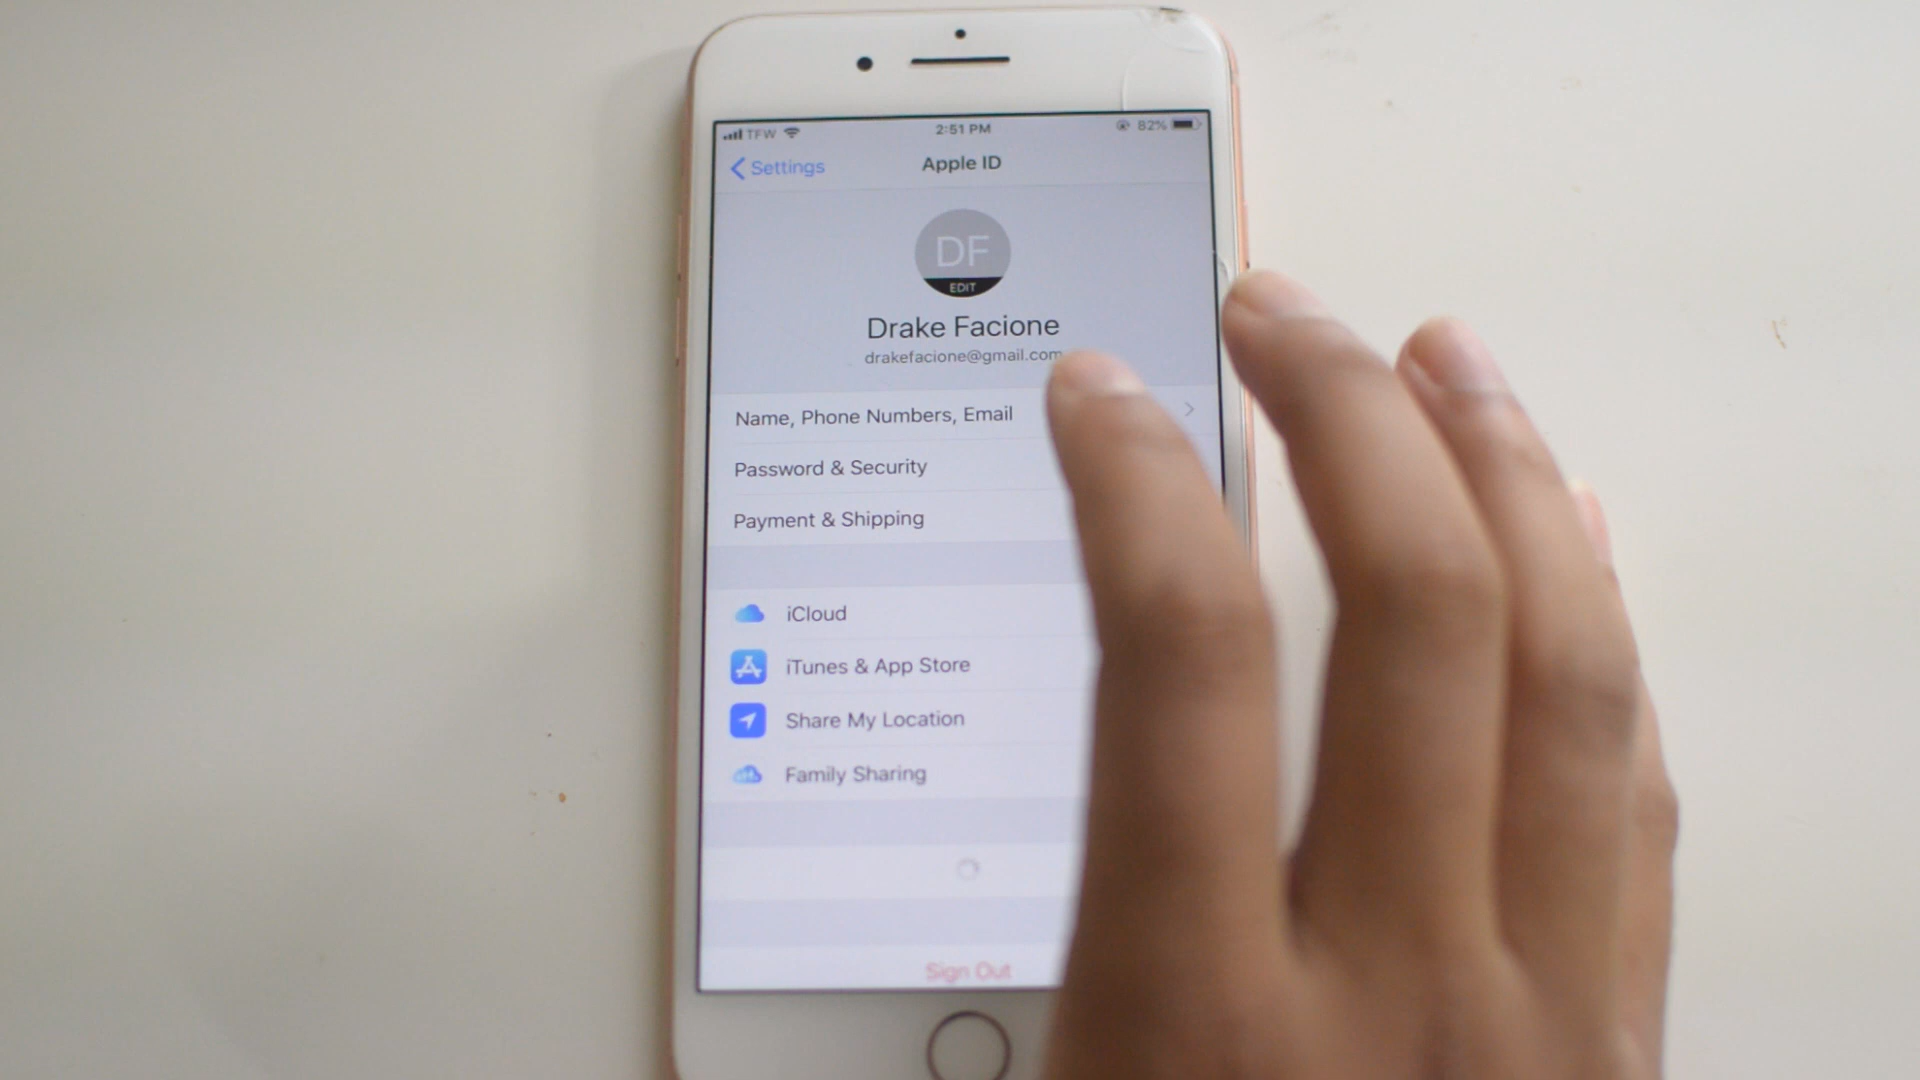 TFW 2:51 PM 82%
Settings Apple ID
DF
EDIT
Drake Facione
drakefacione@gmail.com
Name, Phone Numbers, Email
Password & Security
Payment & Shipping
iCloud
iTunes & App Store
Share My Location
Family Sharing
Sign Out